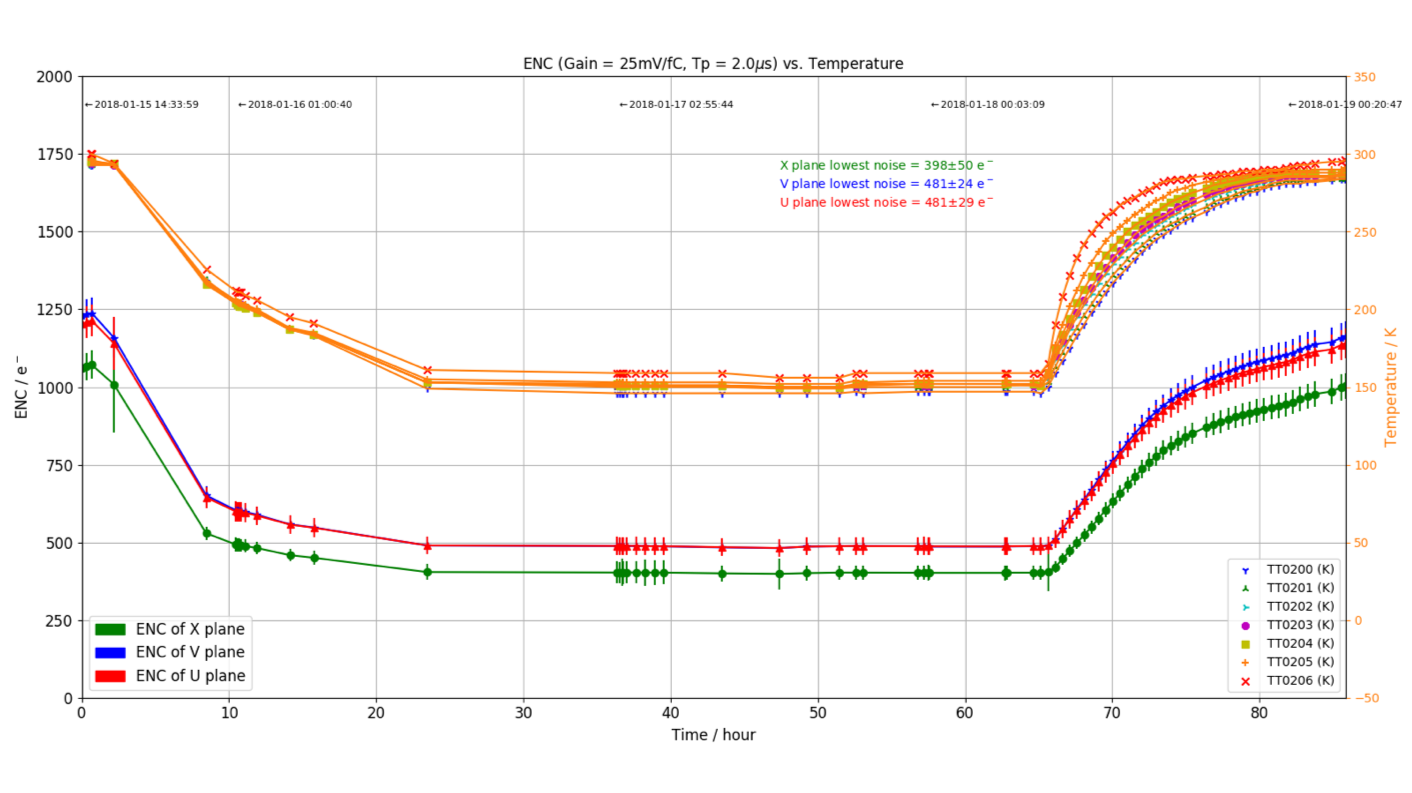 ENC (Gain = 25mV/fC, Tp = 2.0μs) vs. Temperature
2000
1750
1500
1250
1000
750
500
250
0
ENC / e⁻
←2018-01-15 14:33:59
←2018-01-16 01:00:40
←2018-01-17 02:55:44
←2018-01-18 00:03:09
←2018-01-19 00:20:47
X plane lowest noise = 398±50 e⁻
V plane lowest noise = 481±24 e⁻
U plane lowest noise = 481±29 e⁻
350
300
250
200
150
100
50
0
−50
Temperature / K
ENC of X plane
ENC of V plane
ENC of U plane
TT0200 (K)
TT0201 (K)
TT0202 (K)
TT0203 (K)
TT0204 (K)
TT0205 (K)
TT0206 (K)
0 10 20 30 40 50 60 70 80
Time / hour